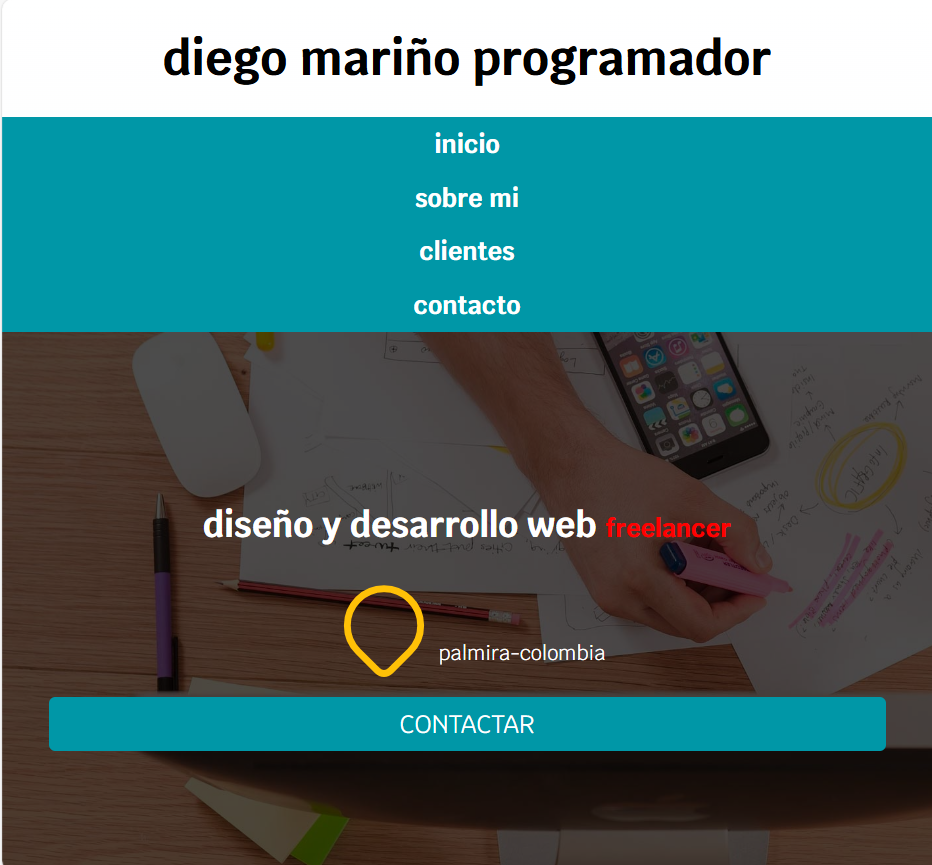 diego mariño programador
inicio
sobre mi
clientes
contacto
diseño y desarrollo web freelancer
palmira-colombia
CONTACTAR